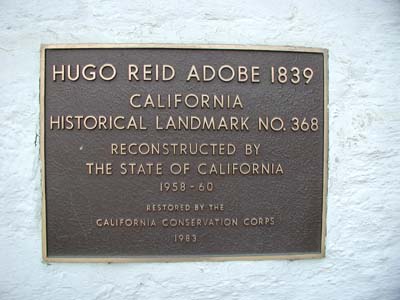 HUGO REID ADOBE 1839
CALIFORNIA
HISTORICAL LANDMARK NO. 368
RECONSTRUCTED BY
THE STATE OF CALIFORNIA
1958-60
RESTORED BY THE
CALIFORNIA CONSERVATION CORPS
1983